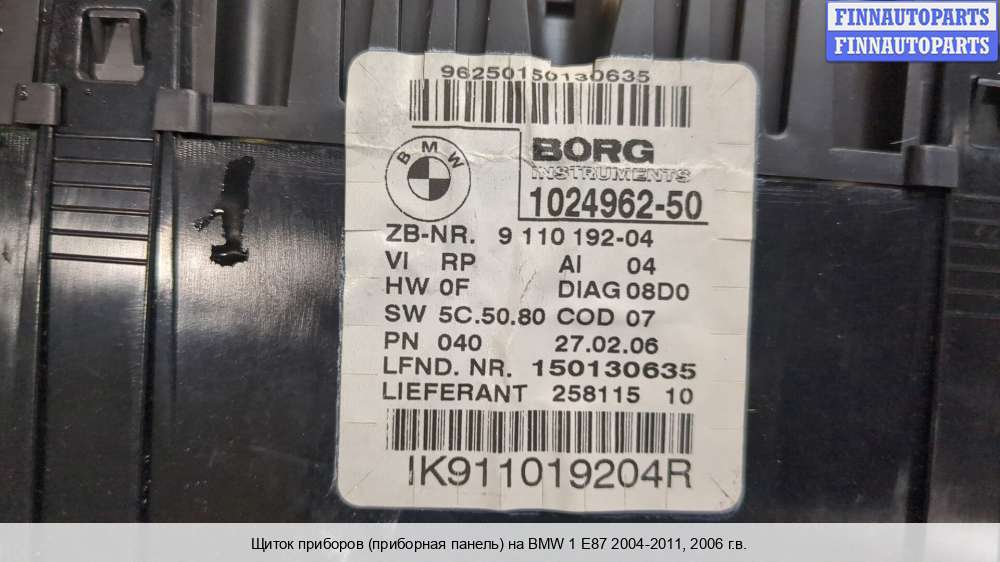 FINNAUTOPARTS
FINNAUTOPARTS
96250150130635
BMW
BORG
INSTRUMENTS
1024962-50
ZB-NR. 9 110 192-04
VI RP AI 04
HW 0F DIAG 08D0
SW 5C.50.80 COD 07
PN 040 27.02.06
LFND. NR. 150130635
LIEFERANT 258115 10
IK911019204R
1
Щиток приборов (приборная панель) на BMW 1 E87 2004-2011, 2006 г.в.